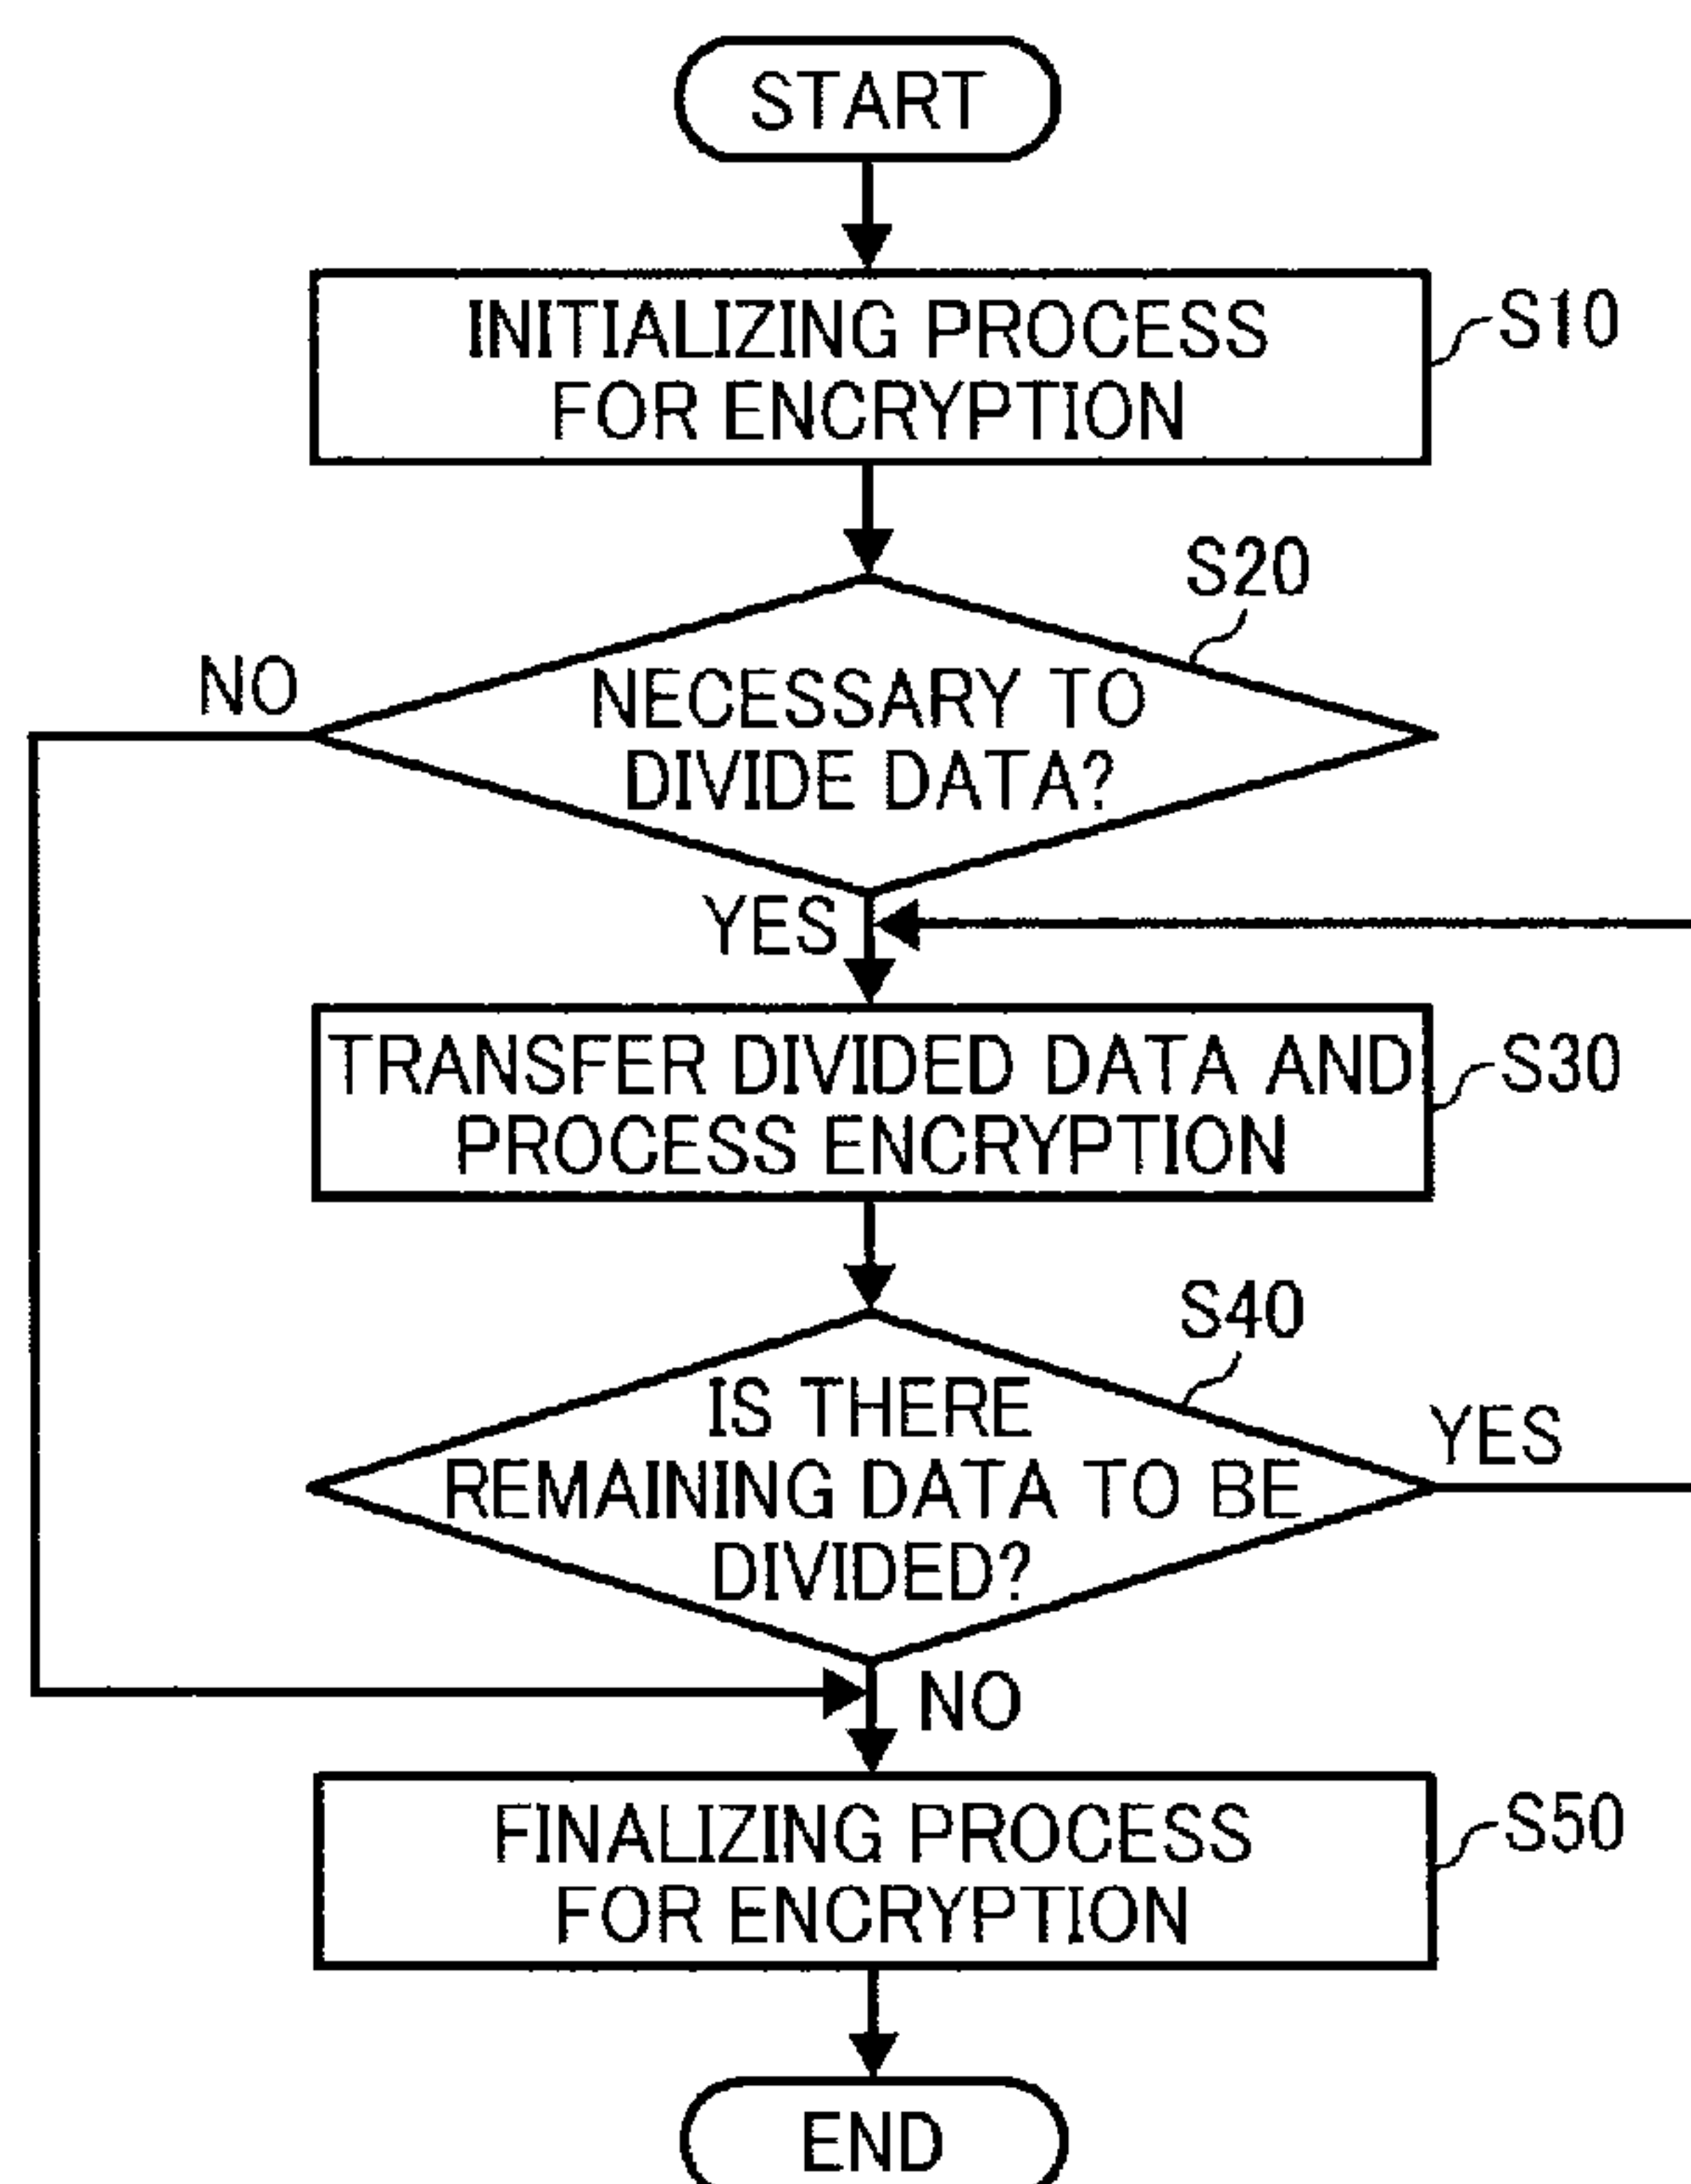 START
INITIALIZING PROCESS
FOR ENCRYPTION
S10
S20
NO
NECESSARY TO
DIVIDE DATA?
YES
TRANSFER DIVIDED DATA AND
PROCESS ENCRYPTION
S30
S40
IS THERE
REMAINING DATA TO BE
DIVIDED?
YES
NO
FINALIZING PROCESS
FOR ENCRYPTION
S50
END